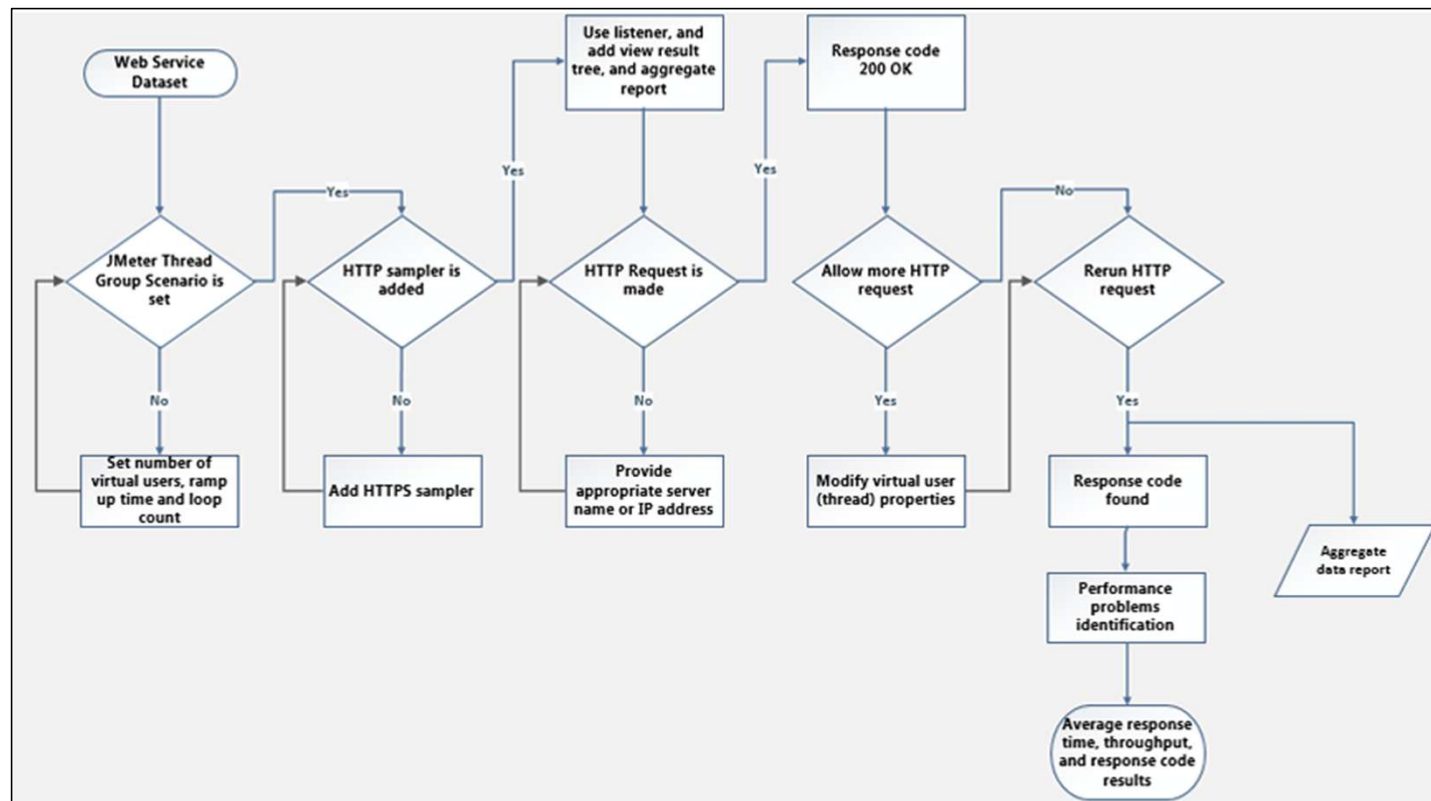 Web Service
Dataset
Use listener, and
add view result
tree, and aggregate
report
Response code
200 OK
Yes
Yes
Yes
No
JMeter Thread
Group Scenario is
set
HTTP sampler is
added
HTTP Request is
made
Allow more HTTP
request
Rerun HTTP
request
No
No
No
Yes
Yes
Set number of
virtual users, ramp
up time and loop
count
Add HTTPS sampler
Provide
appropriate server
name or IP address
Modify virtual user
(thread) properties
Response code
found
Aggregate
data report
Performance
problems
identification
Average response
time, throughput,
and response code
results